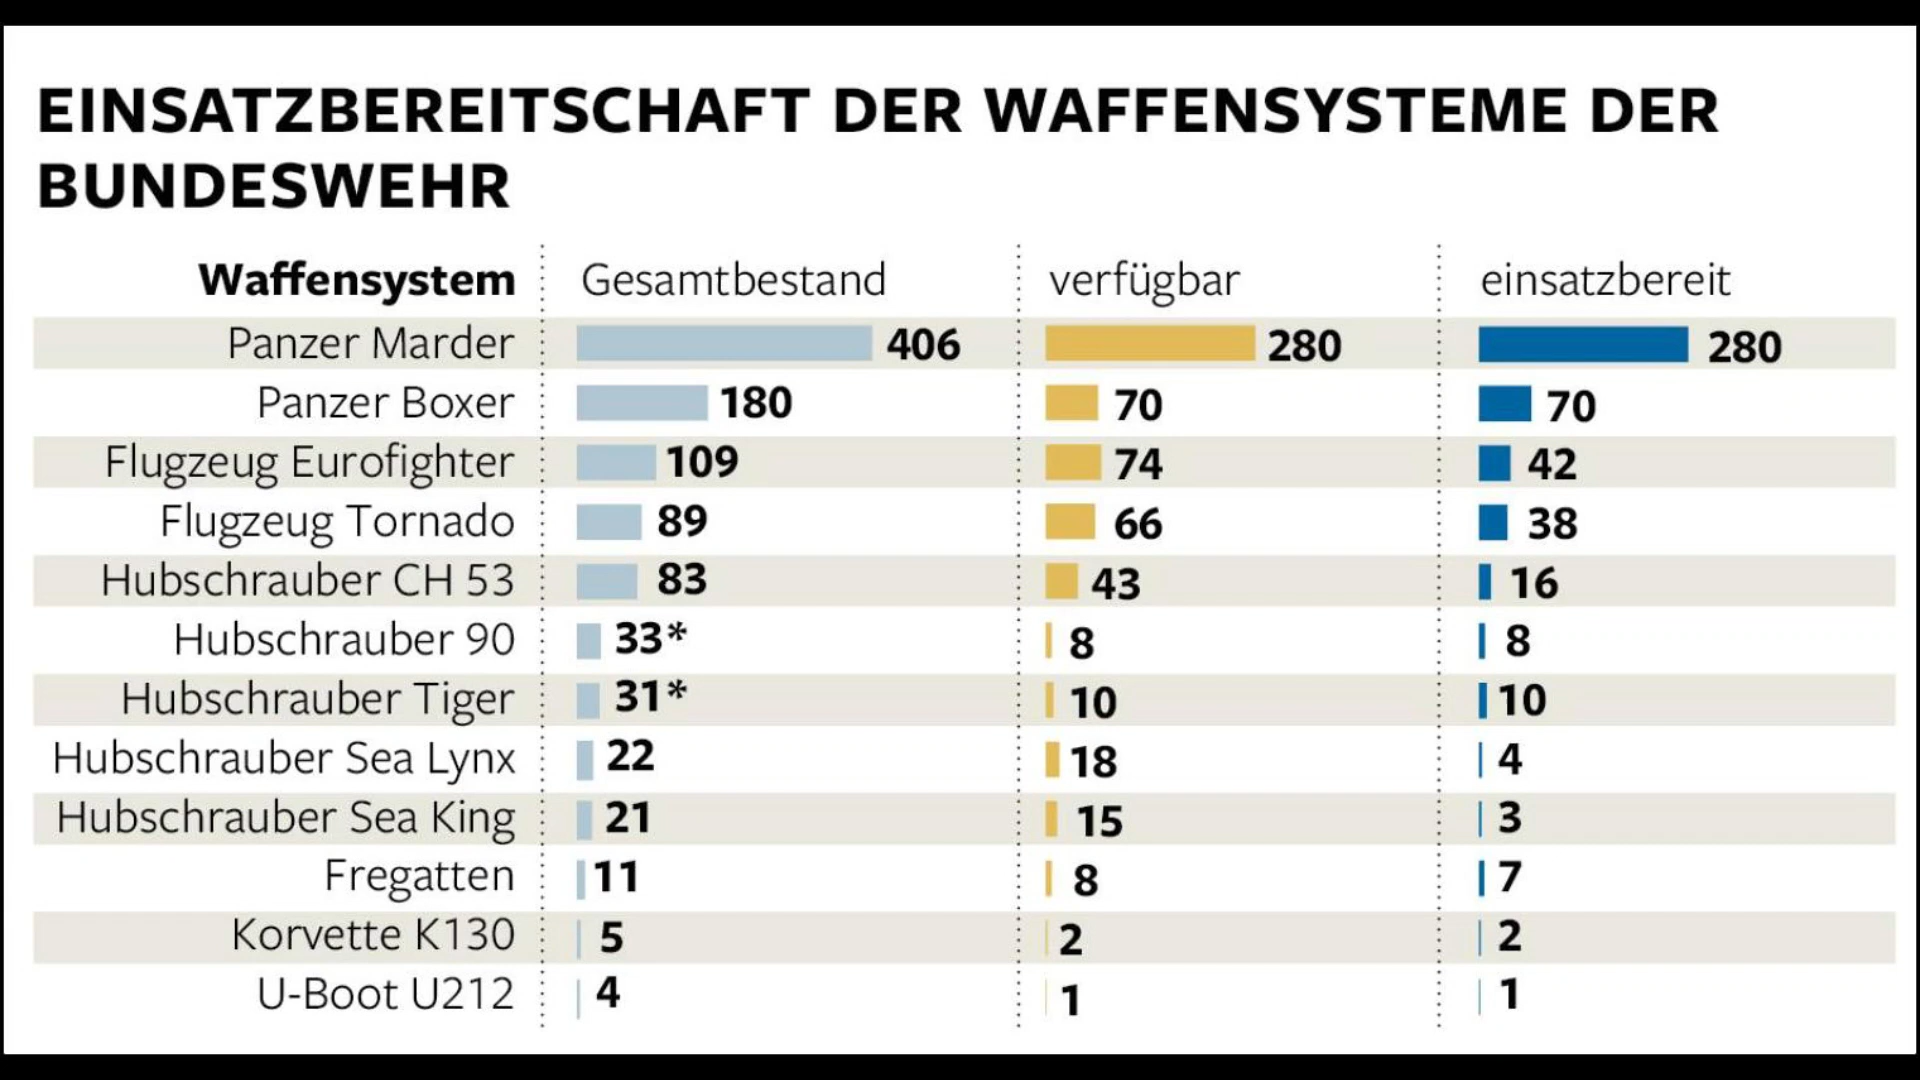 EINSATZBEREITSCHAFT DER WAFFENSYSTEME DER
BUNDESWEHR
Waffensystem Gesamtbestand verfügbar einsatzbereit
Panzer Marder 406 280 280
Panzer Boxer 180 70 70
Flugzeug Eurofighter 109 74 42
Flugzeug Tornado 89 66 38
Hubschrauber CH 53 83 43 16
Hubschrauber 90 33* 8 8
Hubschrauber Tiger 31* 10 10
Hubschrauber Sea Lynx 22 18 4
Hubschrauber Sea King 21 15 3
Fregatten 11 8 7
Korvette K130 5 2 2
U-Boot U212 4 1 1